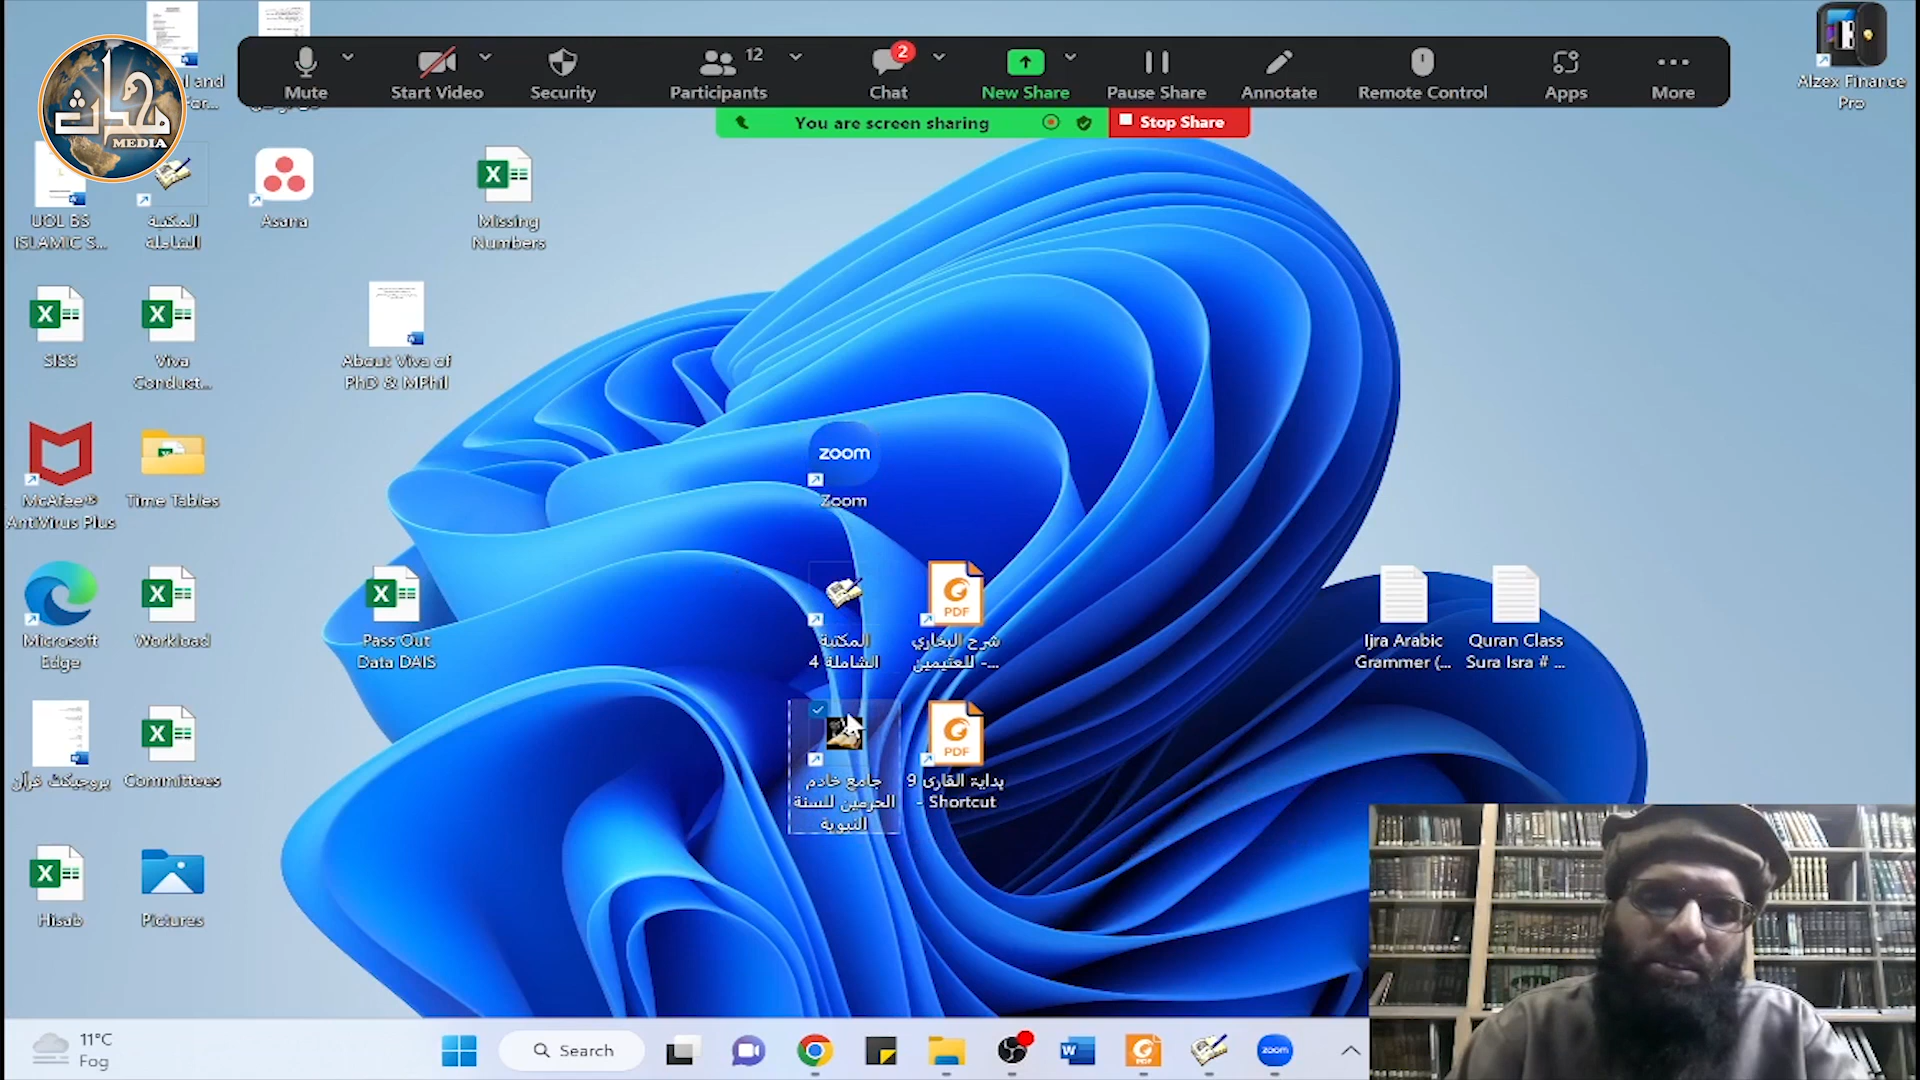 Mute
Start Video
Security
Participants
12
Chat
2
New Share
Pause Share
Annotate
Remote Control
Apps
More
You are screen sharing
Stop Share
هدايت
MEDIA
Alzex Finance
Pro
UOL BS
ISLAMIC S...
المكتبة
الشاملة
Asana
Missing
Numbers
SISS
Viva
Conduct...
About Viva of
PhD & MPhil
McAfee®
AntiVirus Plus
Time Tables
zoom
Zoom
Microsoft
Edge
Workload
Pass Out
Data DAIS
المكتبة
الشاملة 4
PDF
شرح البخاري
- للعثيمين...
Ijra Arabic
Grammer (...
Quran Class
Sura Isra # ...
پروجیکٹ قرآن
Committees
جامع خادم
الحرمين للسنة
النبوية
PDF
بداية القارى 9
- Shortcut
Hisab
Pictures
11°C
Fog
Search
zoom